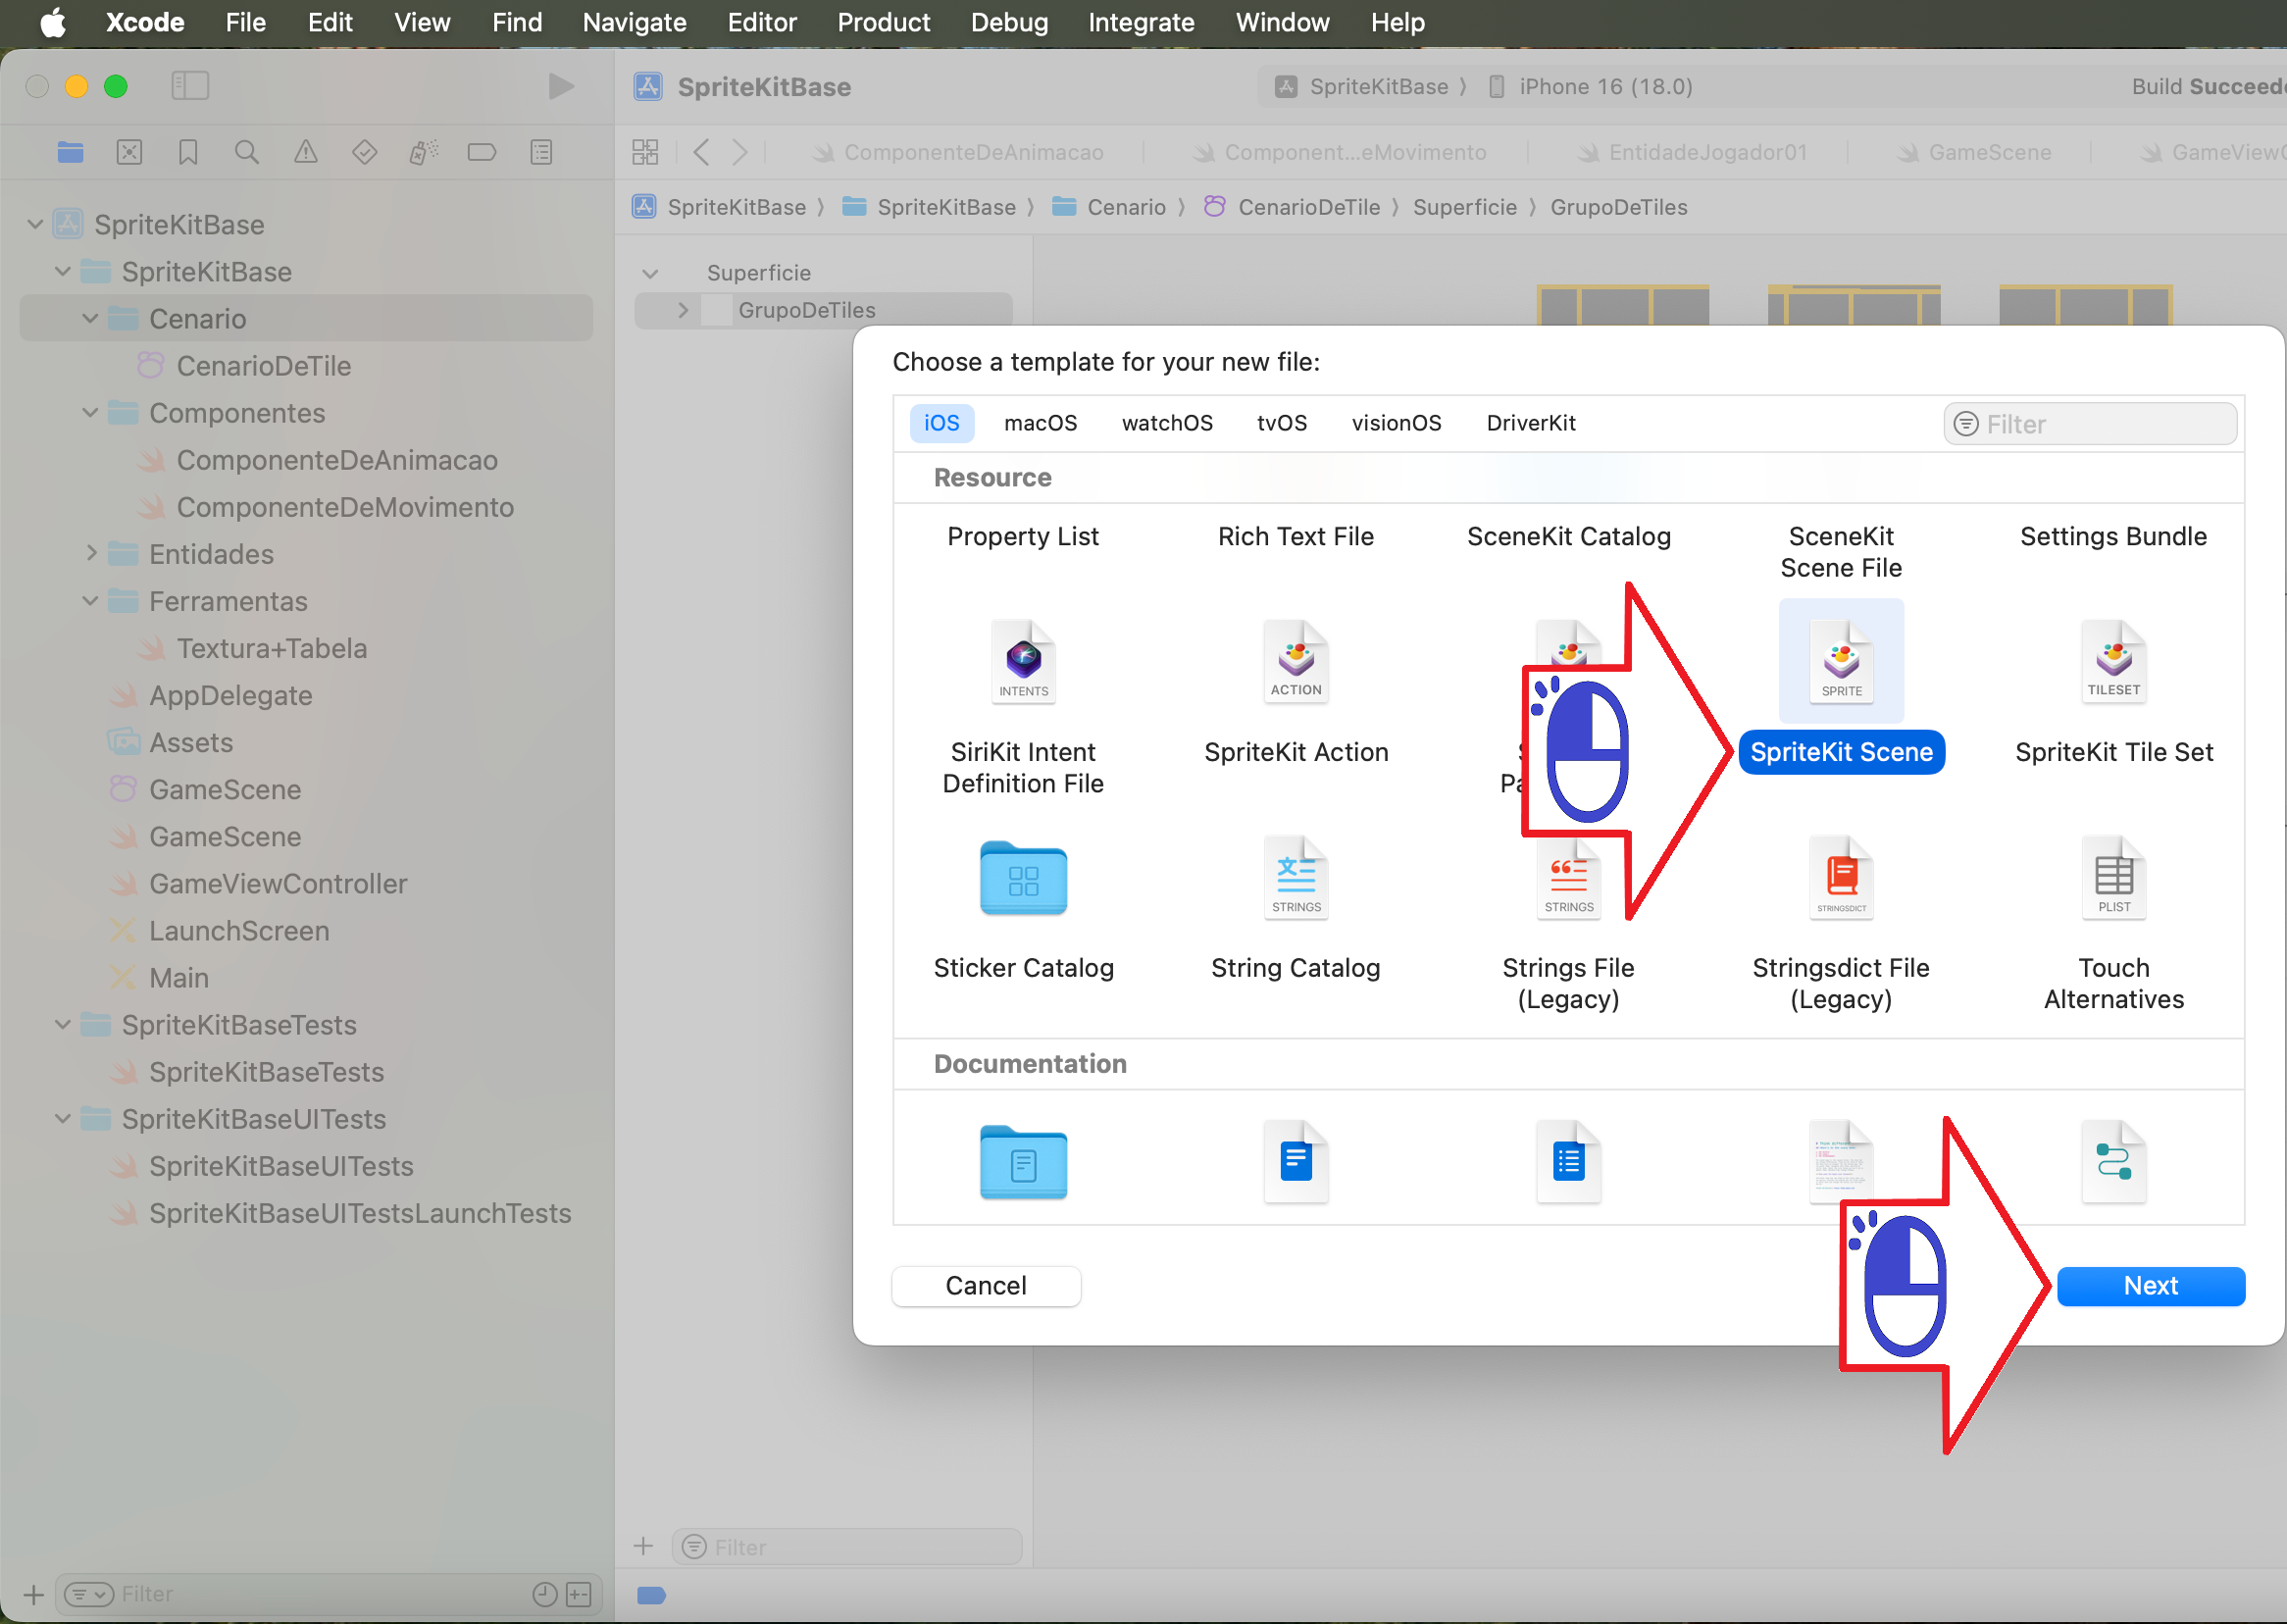 Xcode File Edit View Find Navigate Editor Product Debug Integrate Window Help
SpriteKitBase
SpriteKitBase 〉 iPhone 16 (18.0)
Build
ComponenteDeAnimacao
Component...eMovimento
EntidadeJogador01
GameScene
SpriteKitBase 〉 SpriteKitBase 〉 Cenario 〉 CenarioDeTile 〉 Superficie 〉 GrupoDeTiles
SpriteKitBase
SpriteKitBase
Cenario
CenarioDeTile
Componentes
ComponenteDeAnimacao
ComponenteDeMovimento
Entidades
Ferramentas
Textura+Tabela
AppDelegate
Assets
GameScene
GameScene
GameViewController
LaunchScreen
Main
SpriteKitBaseTests
SpriteKitBaseTests
SpriteKitBaseUITests
SpriteKitBaseUITests
SpriteKitBaseUITestsLaunchTests
Filter
Superficie
GrupoDeTiles
Filter
Choose a template for your new file:
iOS macOS watchOS tvOS visionOS DriverKit
Filter
Resource
Property List
Rich Text File
SceneKit Catalog
SceneKit
Scene File
Settings Bundle
INTENTS
SiriKit Intent
Definition File
ACTION
SpriteKit Action
SPRITE
SpriteKit Scene
TILESET
SpriteKit Tile Set
Sticker Catalog
STRINGS
String Catalog
STRINGS
Strings File
(Legacy)
STRINGSDICT
Stringsdict File
(Legacy)
PLIST
Touch
Alternatives
Documentation
Cancel
Next